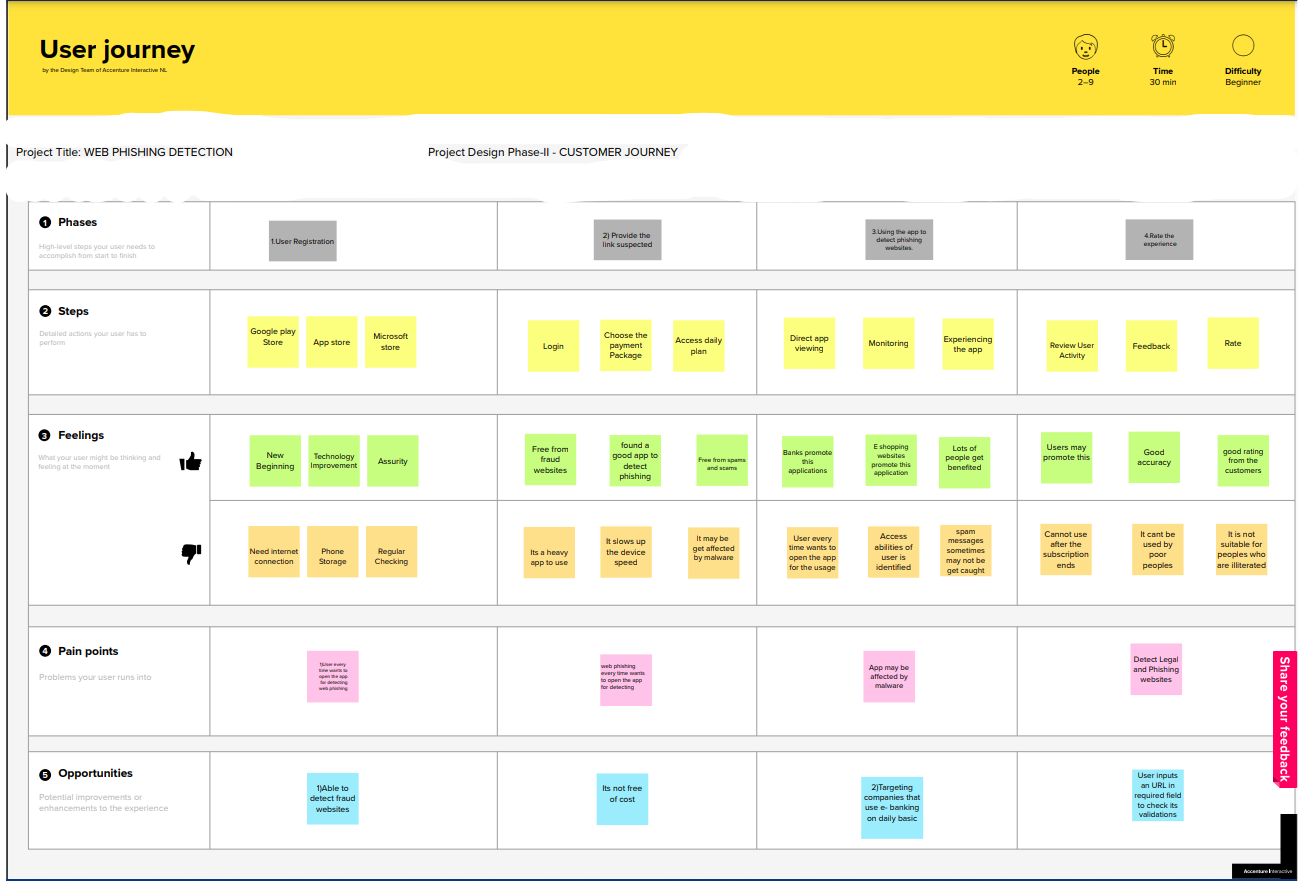 User journey
by the Design Team of Accenture Interactive NL
People
2–9
Time
30 min
Difficulty
Beginner
Project Title: WEB PHISHING DETECTION
Project Design Phase-II - CUSTOMER JOURNEY
1 Phases
High-level steps your user needs to
accomplish from start to finish
1.User Registration
2) Provide the
link suspected
3.Using the app to
detect phishing
websites.
4.Rate the
experience
2 Steps
Detailed actions your user has to
perform
Google play
Store
App store
Microsoft
store
Login
Choose the
payment
Package
Access daily
plan
Direct app
viewing
Monitoring
Experiencing
the app
Review User
Activity
Feedback
Rate
3 Feelings
What your user might be thinking and
feeling at the moment
New
Beginning
Technology
Improvement
Assurity
Free from
fraud
websites
found a
good app to
detect
phishing
Free from spams
and scams
Banks promote
this
applications
E shopping
websites
promote this
application
Lots of
people get
benefited
Users may
promote this
Good
accuracy
good rating
from the
customers
Need internet
connection
Phone
Storage
Regular
Checking
Its a heavy
app to use
It slows up
the device
speed
It may be
get affected
by malware
User every
time wants to
open the app
for the usage
Access
abilities of
user is
identified
spam
messages
sometimes
may not be
get caught
Cannot use
after the
subscription
ends
It cant be
used by
poor
peoples
It is not
suitable for
peoples who
are illiterated
4 Pain points
Problems your user runs into
1)User every
time wants to
open the app
for detecting
web phishing
web phishing
every time wants
to open the app
for detecting
App may be
affected by
malware
Detect Legal
and Phishing
websites
5 Opportunities
Potential improvements or
enhancements to the experience
1)Able to
detect fraud
websites
Its not free
of cost
2)Targeting
companies that
use e- banking
on daily basic
User inputs
an URL in
required field
to check its
validations
Share your feedback
Accenture Interactive